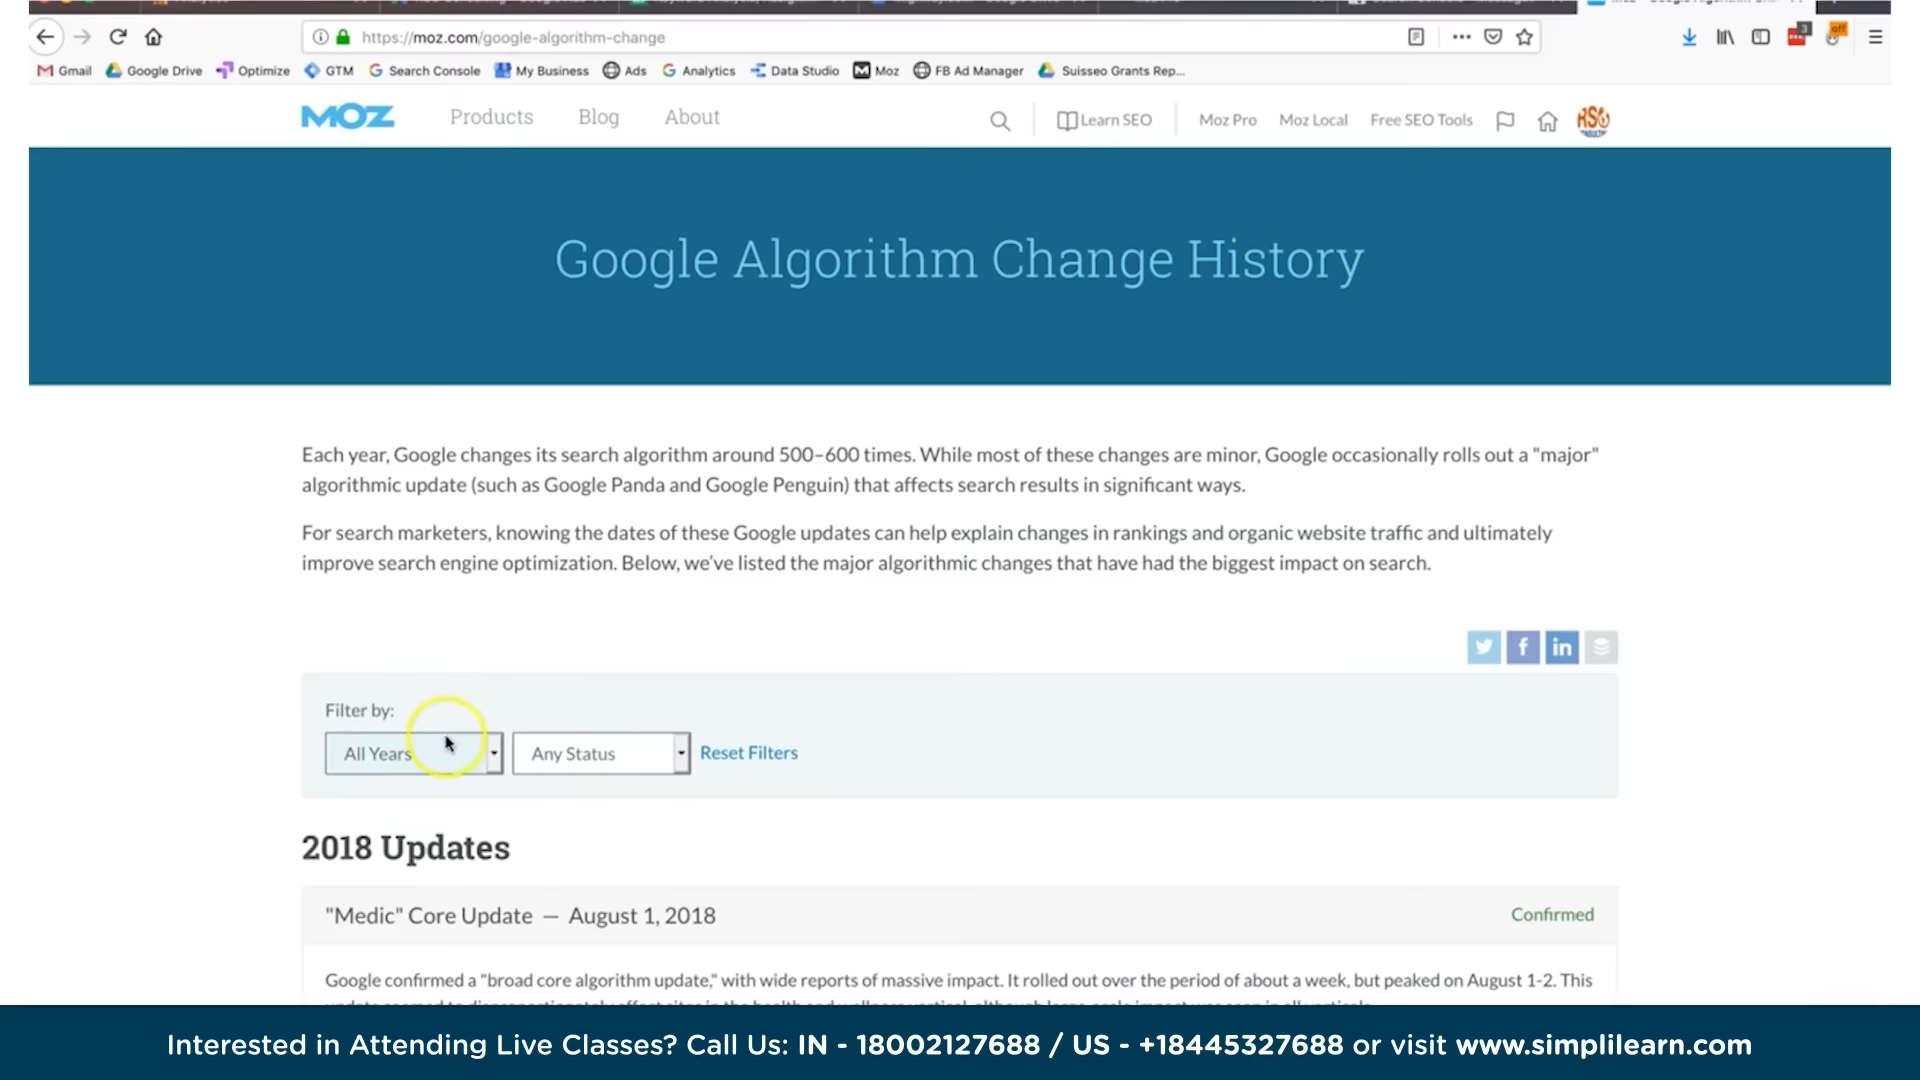 https://moz.com/google-algorithm-change
3
off
Gmail Google Drive Optimize GTM Search Console My Business Ads Analytics Data Studio Moz FB Ad Manager Suisseo Grants Rep...
MOZ Products Blog About Learn SEO Moz Pro Moz Local Free SEO Tools
Google Algorithm Change History
Each year, Google changes its search algorithm around 500–600 times. While most of these changes are minor, Google occasionally rolls out a "major"
algorithmic update (such as Google Panda and Google Penguin) that affects search results in significant ways.
For search marketers, knowing the dates of these Google updates can help explain changes in rankings and organic website traffic and ultimately
improve search engine optimization. Below, we've listed the major algorithmic changes that have had the biggest impact on search.
Filter by:
All Years Any Status Reset Filters
2018 Updates
"Medic" Core Update — August 1, 2018 Confirmed
Google confirmed a "broad core algorithm update," with wide reports of massive impact. It rolled out over the period of about a week, but peaked on August 1-2. This
Interested in Attending Live Classes? Call Us: IN - 18002127688 / US - +18445327688 or visit www.simplilearn.com